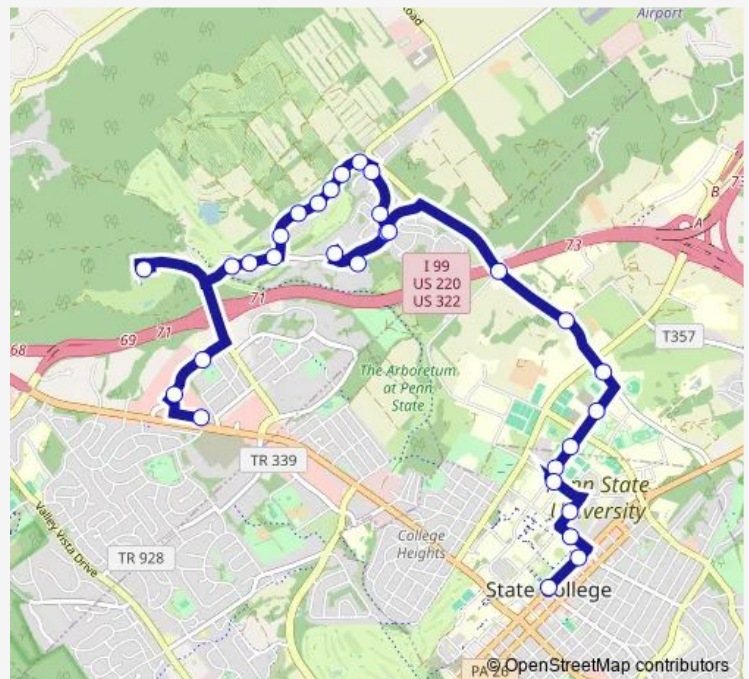 Airport
Road
73
B
A
73
I 99
US 220
US 322
71
71
69
68
T357
The Arboretum
at Penn
State
TR 339
Penn State
University
Valley Vista Drive
TR 928
College
Heights
State College
PA 26
© OpenStreetMap contributors